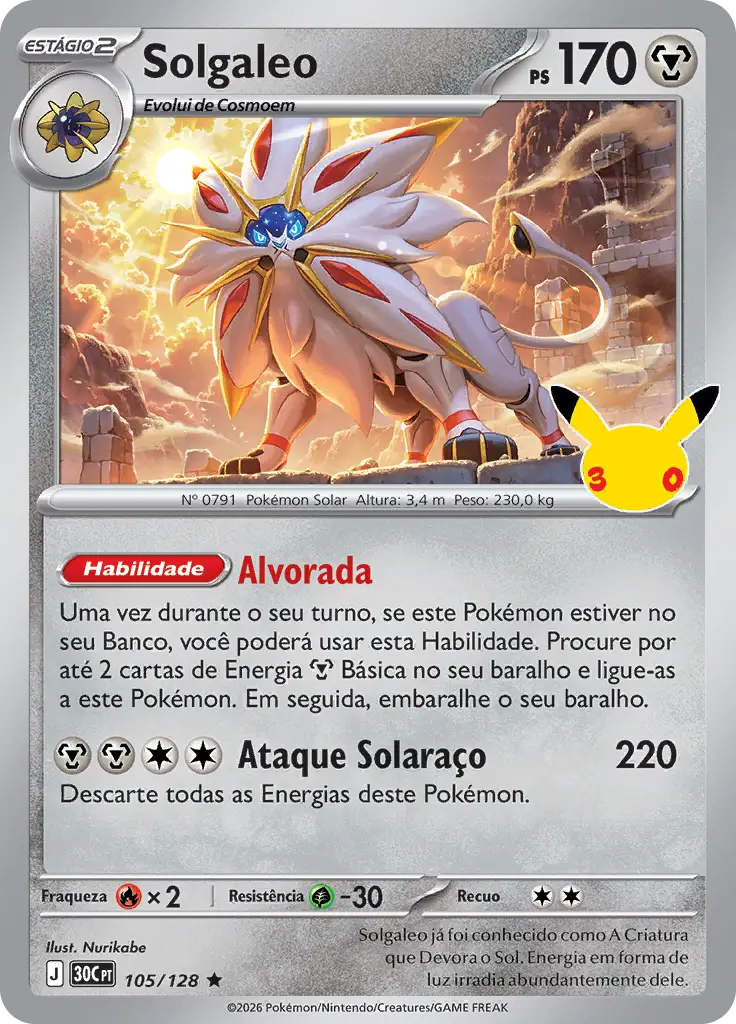 ESTÁGIO 2
Solgaleo
PS 170
Evolui de Cosmoem
30
Nº 0791 Pokémon Solar Altura: 3,4 m Peso: 230,0 kg
Habilidade Alvorada
Uma vez durante o seu turno, se este Pokémon estiver no
seu Banco, você poderá usar esta Habilidade. Procure por
até 2 cartas de Energia Básica no seu baralho e ligue-as
a este Pokémon. Em seguida, embaralhe o seu baralho.
Ataque Solaraço 220
Descarte todas as Energias deste Pokémon.
Fraqueza ×2 Resistência -30 Recuo
Ilust. Nurikabe
J 30C PT 105/128 ★
Solgaleo já foi conhecido como A Criatura
que Devora o Sol. Energia em forma de
luz irradia abundantemente dele.
©2026 Pokémon/Nintendo/Creatures/GAME FREAK